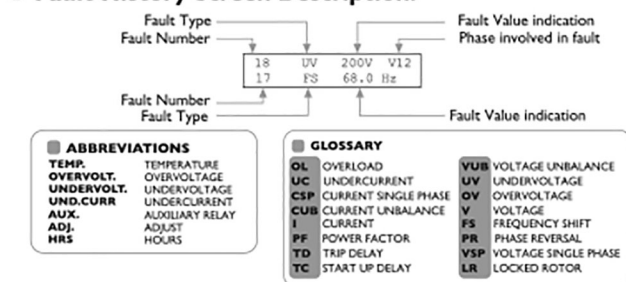 Fault Type
Fault Value indication
Fault Number
Phase involved in fault
18 UV 200V V12
17 FS 68.0 Hz
Fault Number
Fault Type
Fault Value indication
ABBREVIATIONS
TEMP. TEMPERATURE
OVERVOLT. OVERVOLTAGE
UNDERVOLT. UNDERVOLTAGE
UND.CURR UNDERCURRENT
AUX. AUXILIARY RELAY
ADJ. ADJUST
HRS HOURS
GLOSSARY
OL OVERLOAD
UC UNDERCURRENT
CSP CURRENT SINGLE PHASE
CUB CURRENT UNBALANCE
I CURRENT
PF POWER FACTOR
TD TRIP DELAY
TC START UP DELAY
VUB VOLTAGE UNBALANCE
UV UNDERVOLTAGE
OV OVERVOLTAGE
V VOLTAGE
FS FREQUENCY SHIFT
PR PHASE REVERSAL
VSP VOLTAGE SINGLE PHASE
LR LOCKED ROTOR